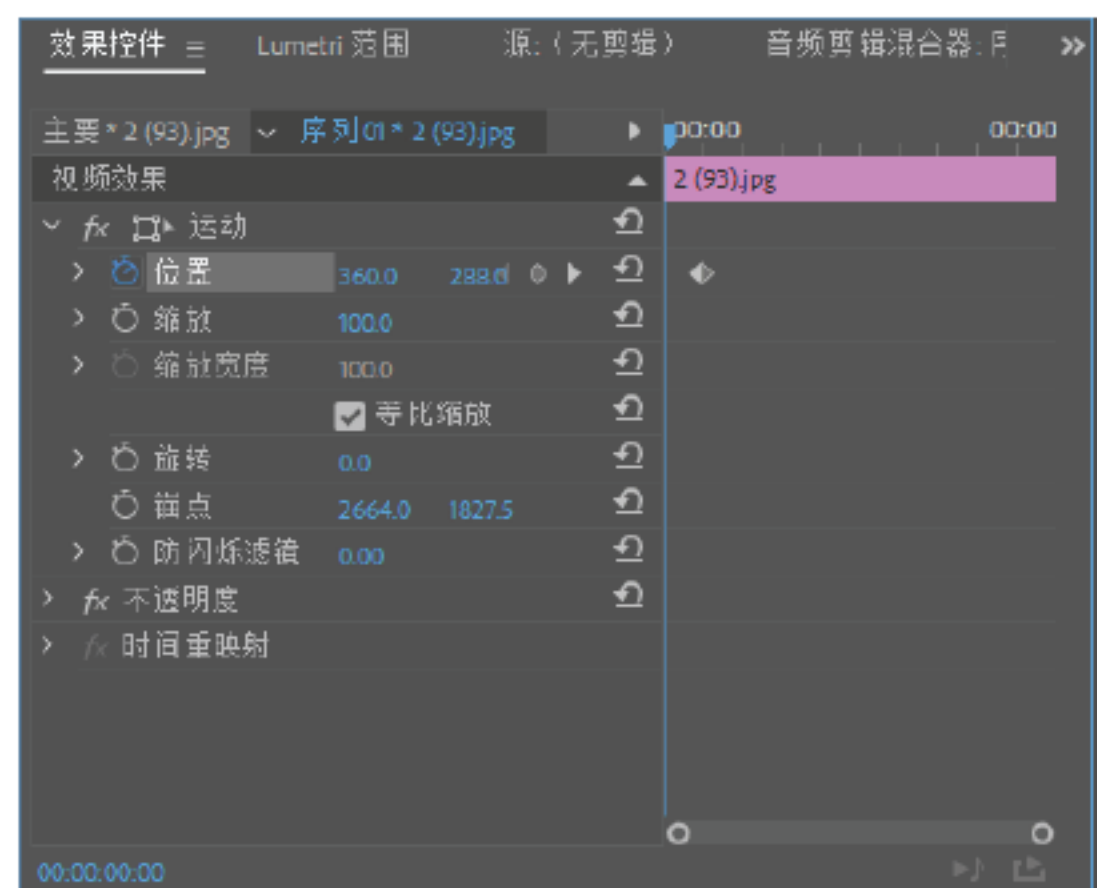 效果控件 Lumetri 范围 源:（无剪辑） 音频剪辑混合器:
主要 * 2 (93).jpg 序列 01 * 2 (93).jpg 00:00 00:00
视频效果 2 (93).jpg
fx 运动
位置 360.0 288.0
缩放 100.0
缩放宽度 100.0
等比缩放
旋转 0.0
锚点 2664.0 1827.5
防闪烁滤镜 0.00
fx 不透明度
fx 时间重映射
00:00:00:00